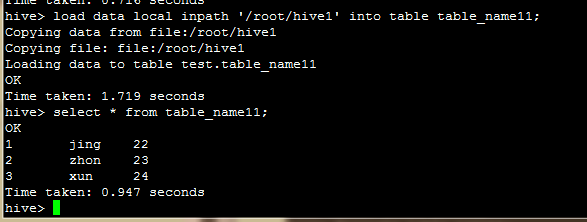 Time taken: 0.716 seconds
hive> load data local inpath '/root/hive1' into table table_name11;
Copying data from file:/root/hive1
Copying file: file:/root/hive1
Loading data to table test.table_name11
OK
Time taken: 1.719 seconds
hive> select * from table_name11;
OK
1 jing 22
2 zhon 23
3 xun 24
Time taken: 0.947 seconds
hive>